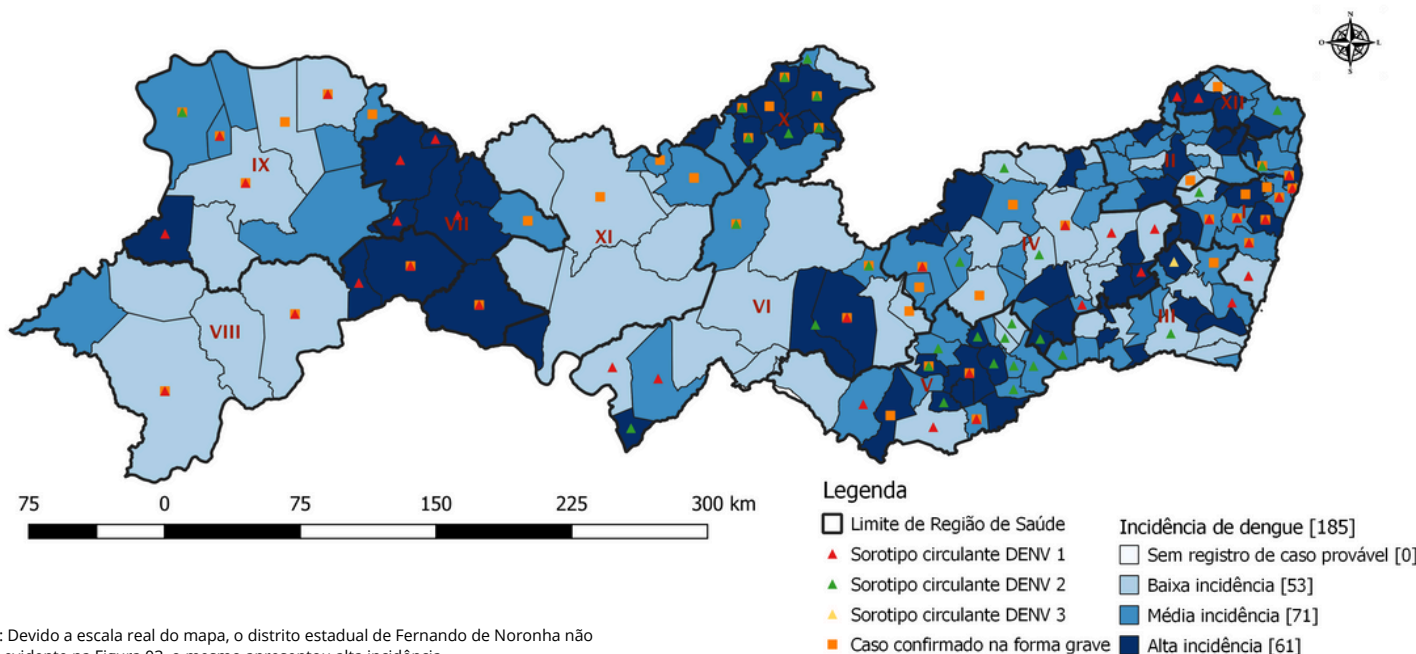 N
O L
S
XII
X
II
IX
I
VII
XI
IV
VI
VIII
III
V
75 0 75 150 225 300 km
Legenda
Limite de Região de Saúde
Sorotipo circulante DENV 1
Sorotipo circulante DENV 2
Sorotipo circulante DENV 3
Caso confirmado na forma grave
Incidência de dengue [185]
Sem registro de caso provável [0]
Baixa incidência [53]
Média incidência [71]
Alta incidência [61]
: Devido a escala real do mapa, o distrito estadual de Fernando de Noronha não